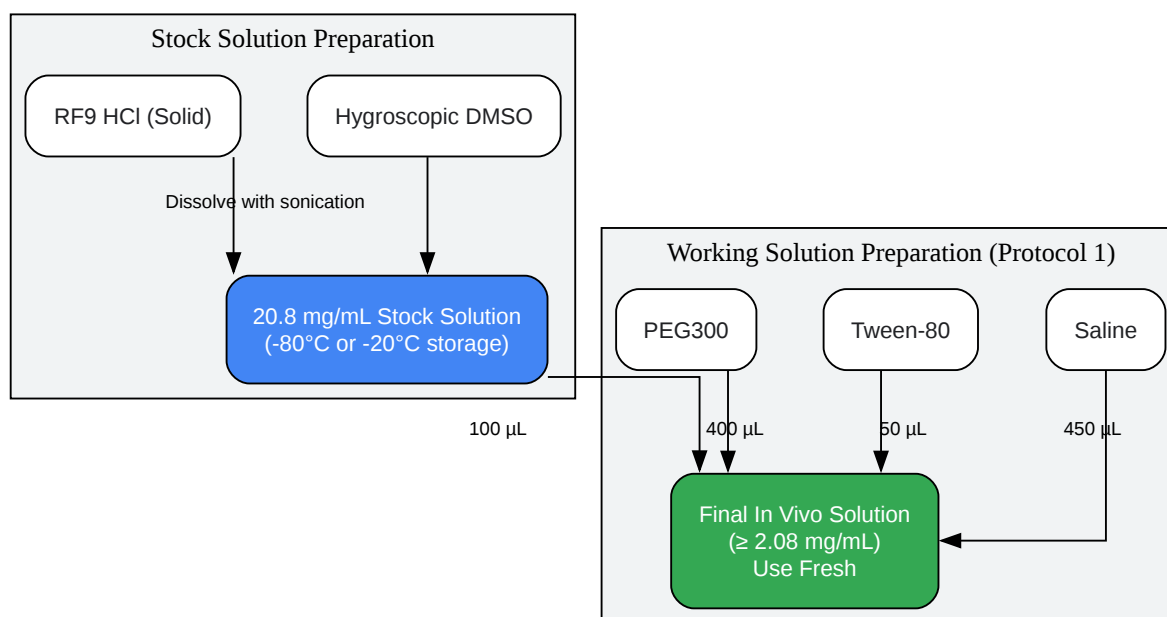 Stock Solution Preparation
RF9 HCl (Solid)
Hygroscopic DMSO
Dissolve with sonication
20.8 mg/mL Stock Solution
(-80°C or -20°C storage)
Working Solution Preparation (Protocol 1)
PEG300
Tween-80
Saline
100 µL
400 µL
50 µL
450 µL
Final In Vivo Solution
(≥ 2.08 mg/mL)
Use Fresh